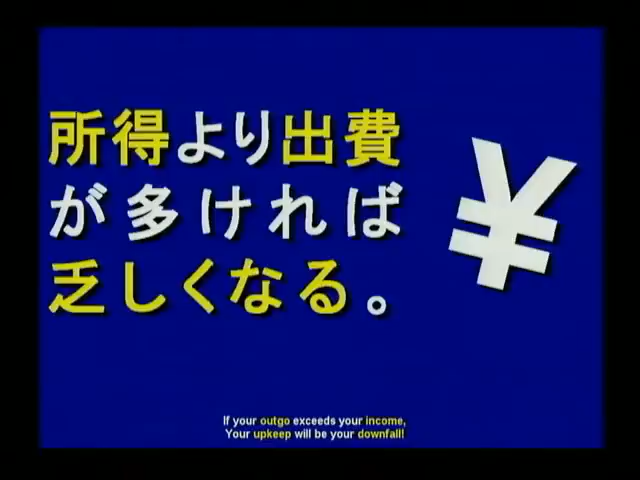 所得より出費
が多ければ
乏しくなる。
¥
If your outgo exceeds your income,
Your upkeep will be your downfall!